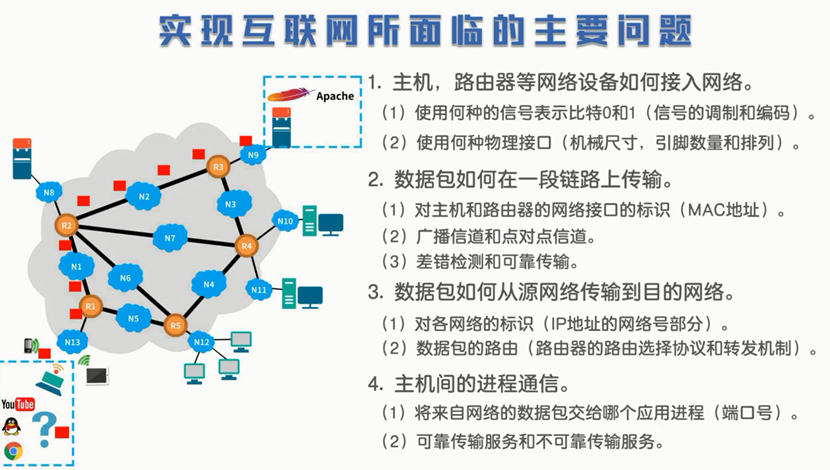 实现互联网所面临的主要问题
1. 主机，路由器等网络设备如何接入网络。
（1）使用何种的信号表示比特0和1（信号的调制和编码）。
（2）使用何种物理接口（机械尺寸，引脚数量和排列）。
2. 数据包如何在一段链路上传输。
（1）对主机和路由器的网络接口的标识（MAC地址）。
（2）广播信道和点对点信道。
（3）差错检测和可靠传输。
3. 数据包如何从源网络传输到目的网络。
（1）对各网络的标识（IP地址的网络号部分）。
（2）数据包的路由（路由器的路由选择协议和转发机制）。
4. 主机间的进程通信。
（1）将来自网络的数据包交给哪个应用进程（端口号）。
（2）可靠传输服务和不可靠传输服务。
Apache
N9
R3
N8
N2
N3
R2
N10
N7
R4
N1
N6
N4
N11
R1
N5
R5
N13
N12
YouTube
?